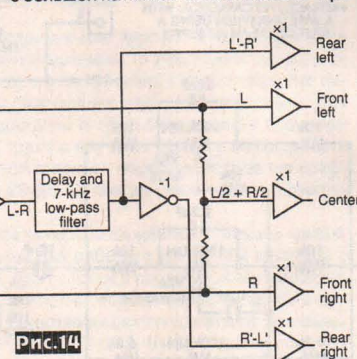 ×1
L'-R'
Rear
left
×1
L
Front
left
Delay and
7-kHz
low-pass
filter
L-R
-1
×1
L/2 + R/2
Center
×1
R
Front
right
×1
R'-L'
Rear
right
Рис.14